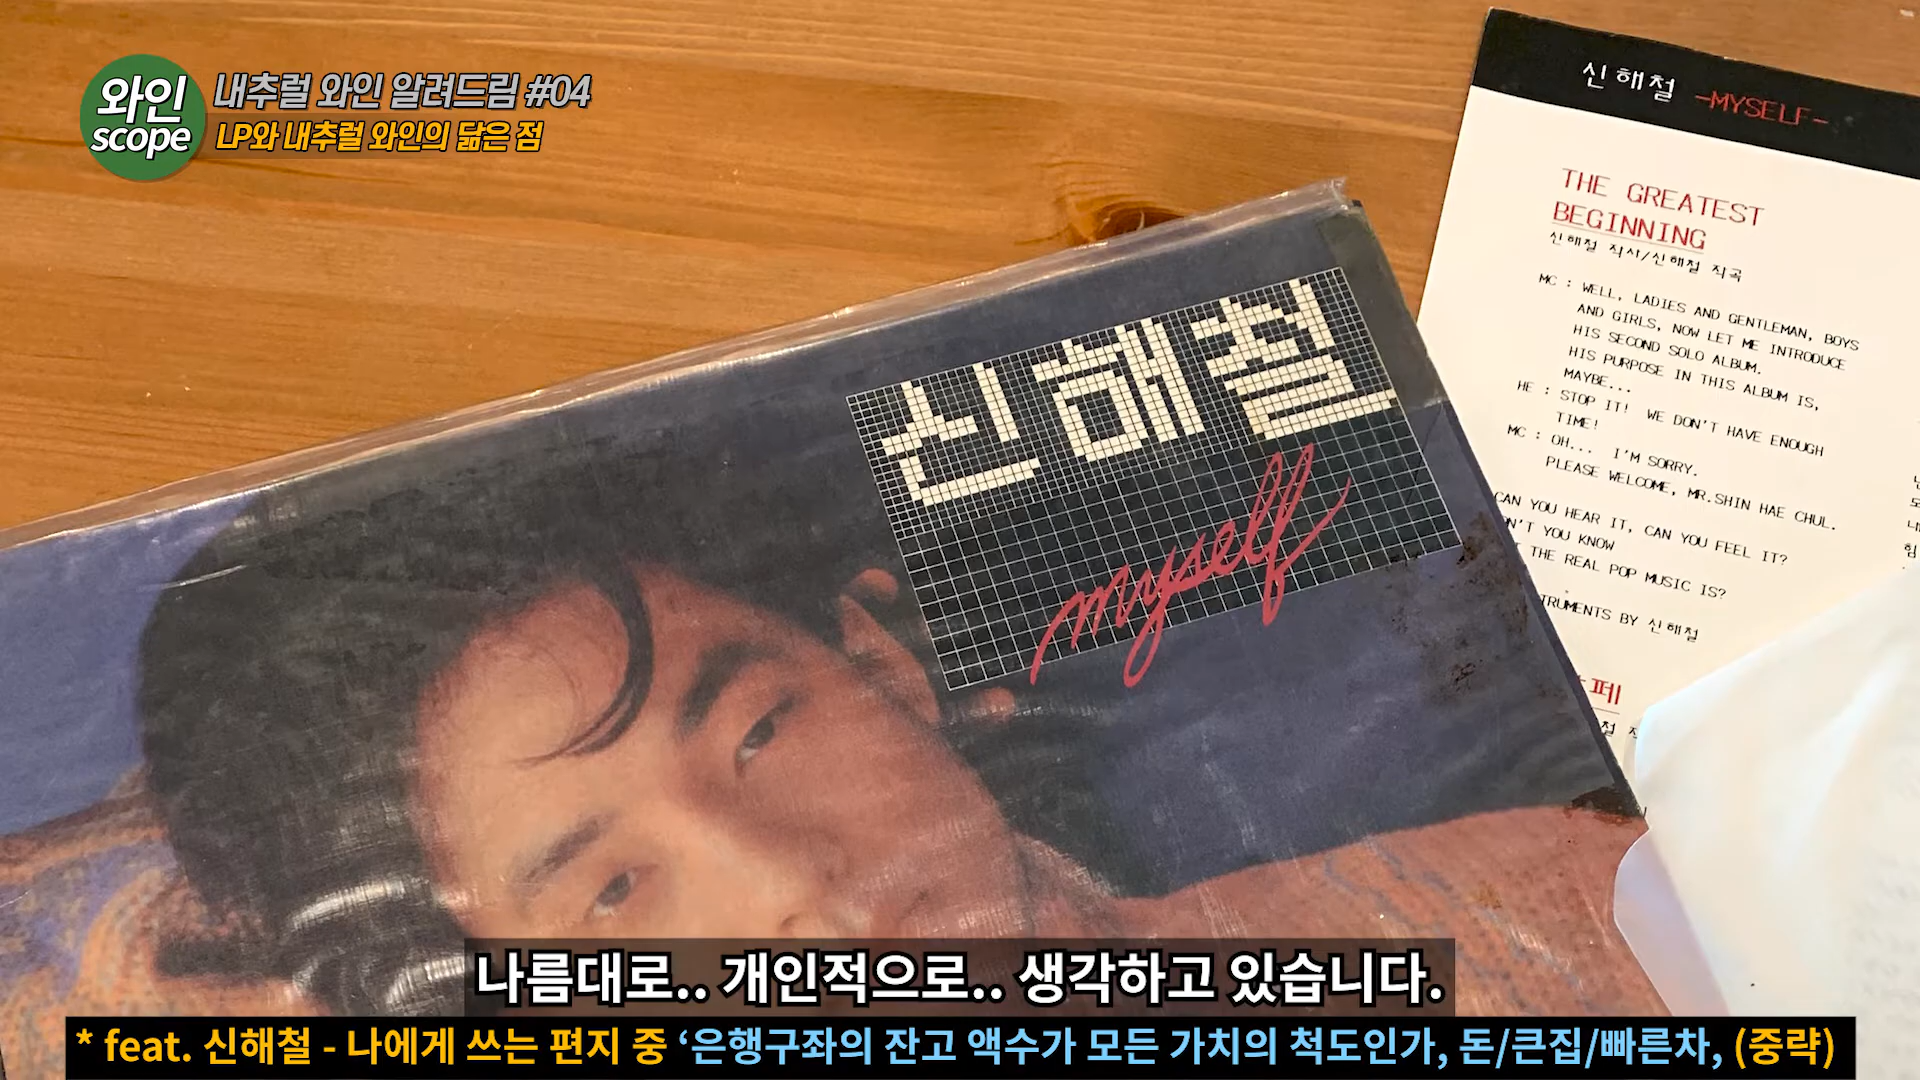 와인
scope
내추럴 와인 알려드림 #04
LP와 내추럴 와인의 닮은 점
신해철
myself
신해철 -MYSELF-
THE GREATEST
BEGINNING
신해철 작사/신해철 작곡
MC : WELL, LADIES AND GENTLEMAN, BOYS
AND GIRLS, NOW LET ME INTRODUCE
HIS SECOND SOLO ALBUM.
HIS PURPOSE IN THIS ALBUM IS,
MAYBE...
HE : STOP IT! WE DON'T HAVE ENOUGH
TIME!
MC : OH... I'M SORRY.
PLEASE WELCOME, MR.SHIN HAE CHUL.
CAN YOU HEAR IT, CAN YOU FEEL IT?
YOU KNOW
THE REAL POP MUSIC IS?
BY 신해철
나름대로.. 개인적으로.. 생각하고 있습니다.
* feat. 신해철 - 나에게 쓰는 편지 중 ‘은행구좌의 잔고 액수가 모든 가치의 척도인가, 돈/큰집/빠른차, (중략)